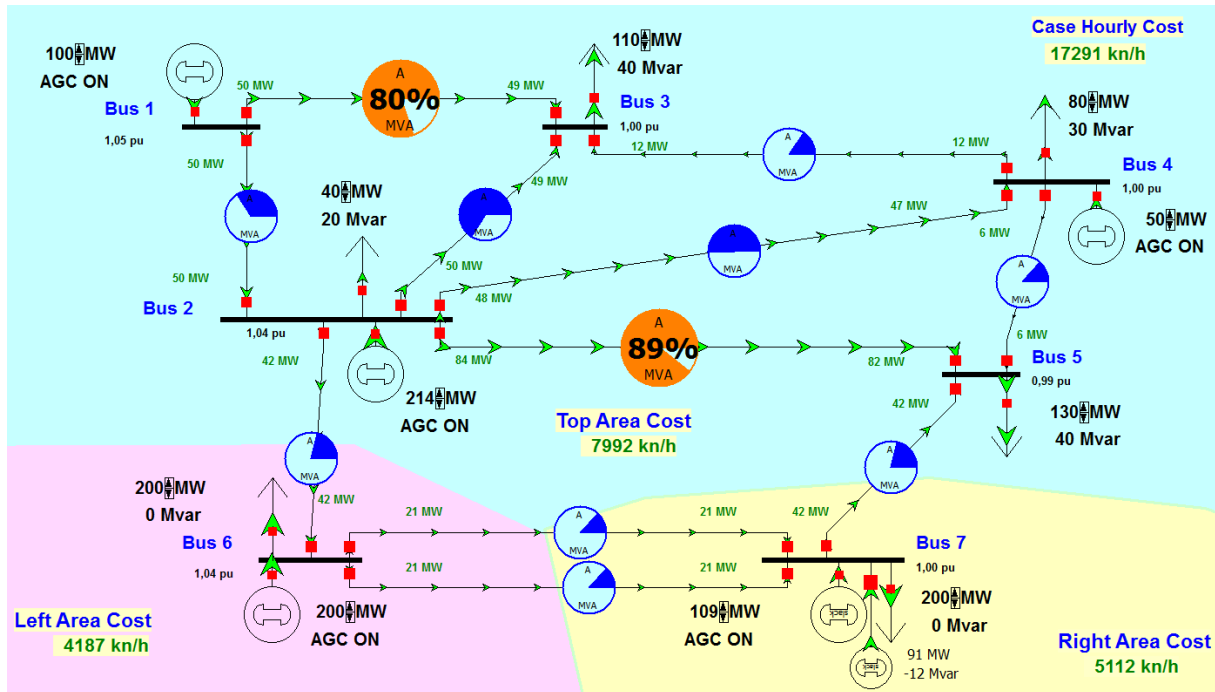 100 MW
AGC ON
Bus 1
1,05 pu
50 MW
A
80%
MVA
49 MW
110 MW
40 Mvar
Bus 3
1,00 pu
Case Hourly Cost
17291 kn/h
80 MW
30 Mvar
Bus 4
1,00 pu
12 MW
A
MVA
12 MW
50 MW
AGC ON
50 MW
A
MVA
50 MW
40 MW
20 Mvar
49 MW
A
MVA
50 MW
47 MW
A
MVA
48 MW
6 MW
A
MVA
6 MW
Bus 2
1,04 pu
84 MW
A
89%
MVA
82 MW
Bus 5
0,99 pu
130 MW
40 Mvar
214 MW
AGC ON
Top Area Cost
7992 kn/h
42 MW
A
MVA
42 MW
42 MW
A
MVA
42 MW
200 MW
0 Mvar
Bus 6
1,04 pu
21 MW
A
MVA
21 MW
21 MW
A
MVA
21 MW
Bus 7
1,00 pu
200 MW
AGC ON
109 MW
AGC ON
slack
slack
200 MW
0 Mvar
91 MW
-12 Mvar
Left Area Cost
4187 kn/h
Right Area Cost
5112 kn/h